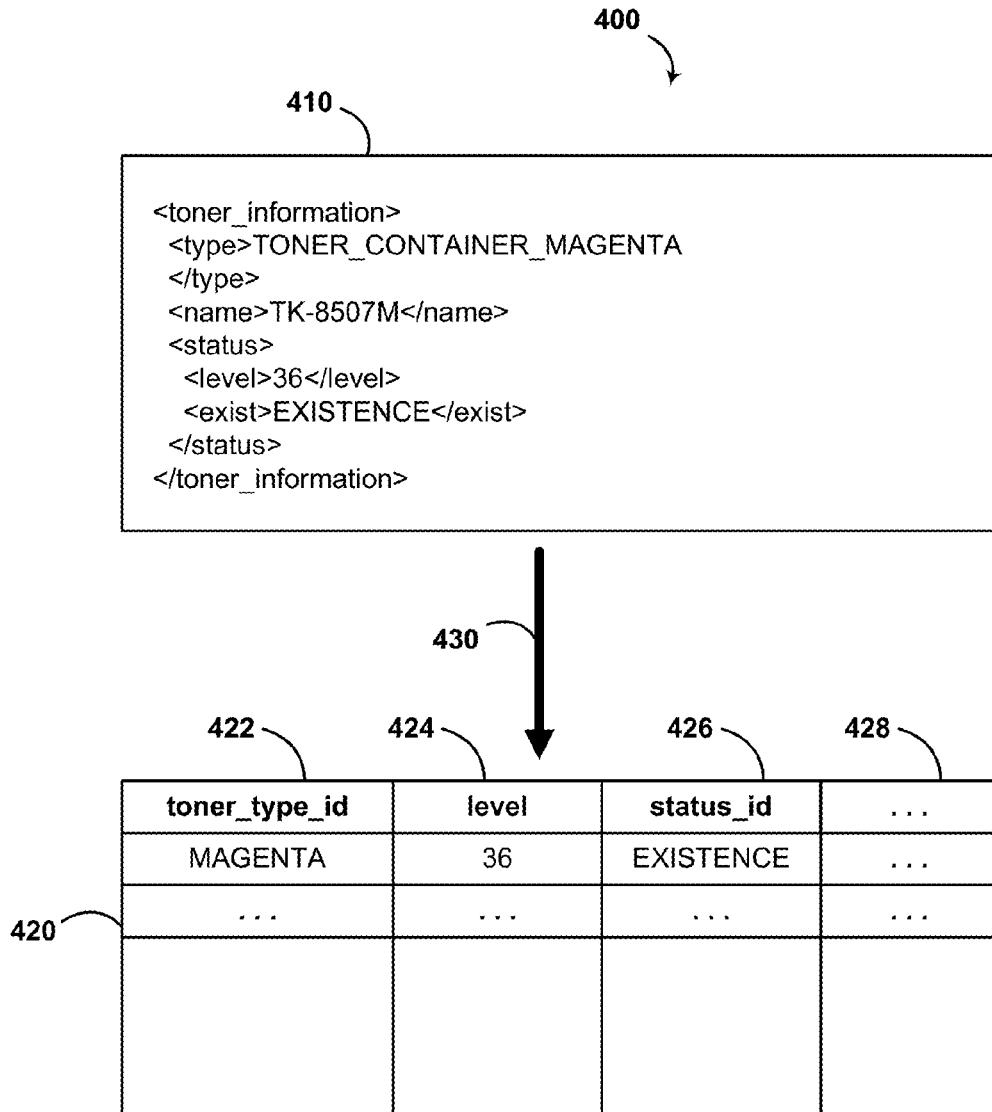 400
410
<toner_information>
<type>TONER_CONTAINER_MAGENTA
</type>
<name>TK-8507M</name>
<status>
<level>36</level>
<exist>EXISTENCE</exist>
</status>
</toner_information>
430
422 424 426 428
toner_type_id level status_id ...
MAGENTA 36 EXISTENCE ...
... ... ... ...
420